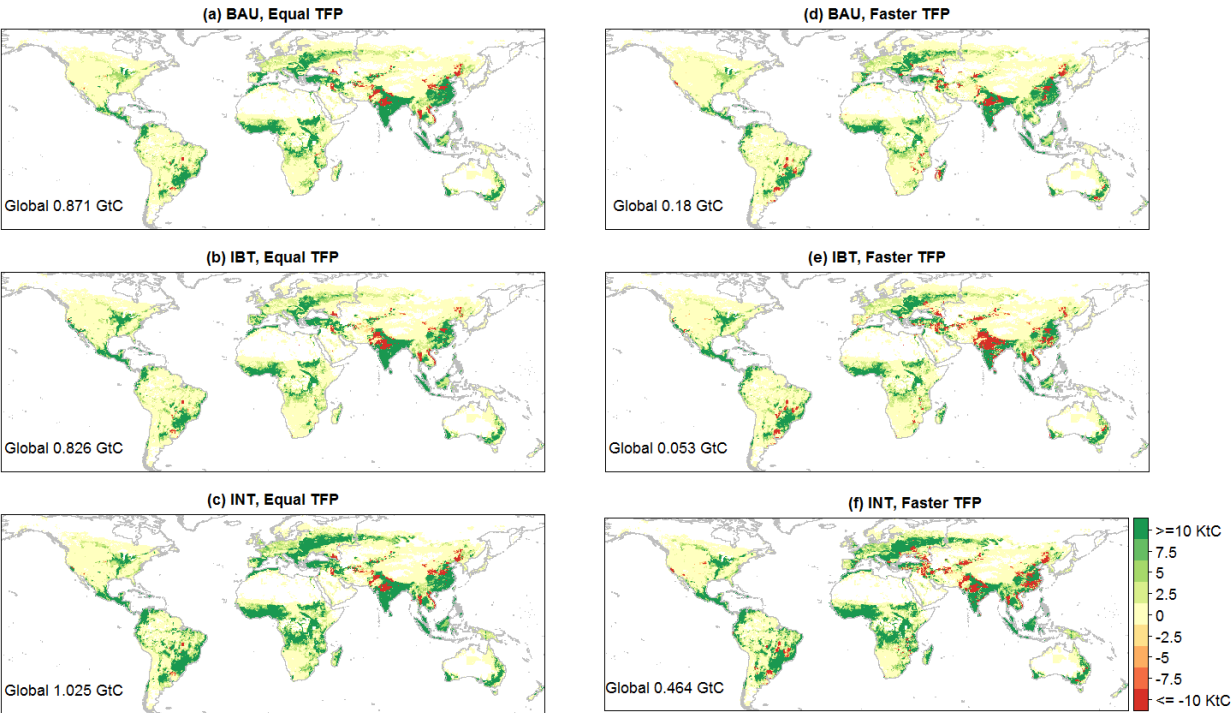 (a) BAU, Equal TFP
Global 0.871 GtC
(d) BAU, Faster TFP
Global 0.18 GtC
(b) IBT, Equal TFP
Global 0.826 GtC
(e) IBT, Faster TFP
Global 0.053 GtC
(c) INT, Equal TFP
Global 1.025 GtC
(f) INT, Faster TFP
Global 0.464 GtC
>=10 KtC
7.5
5
2.5
0
-2.5
-5
-7.5
<= -10 KtC